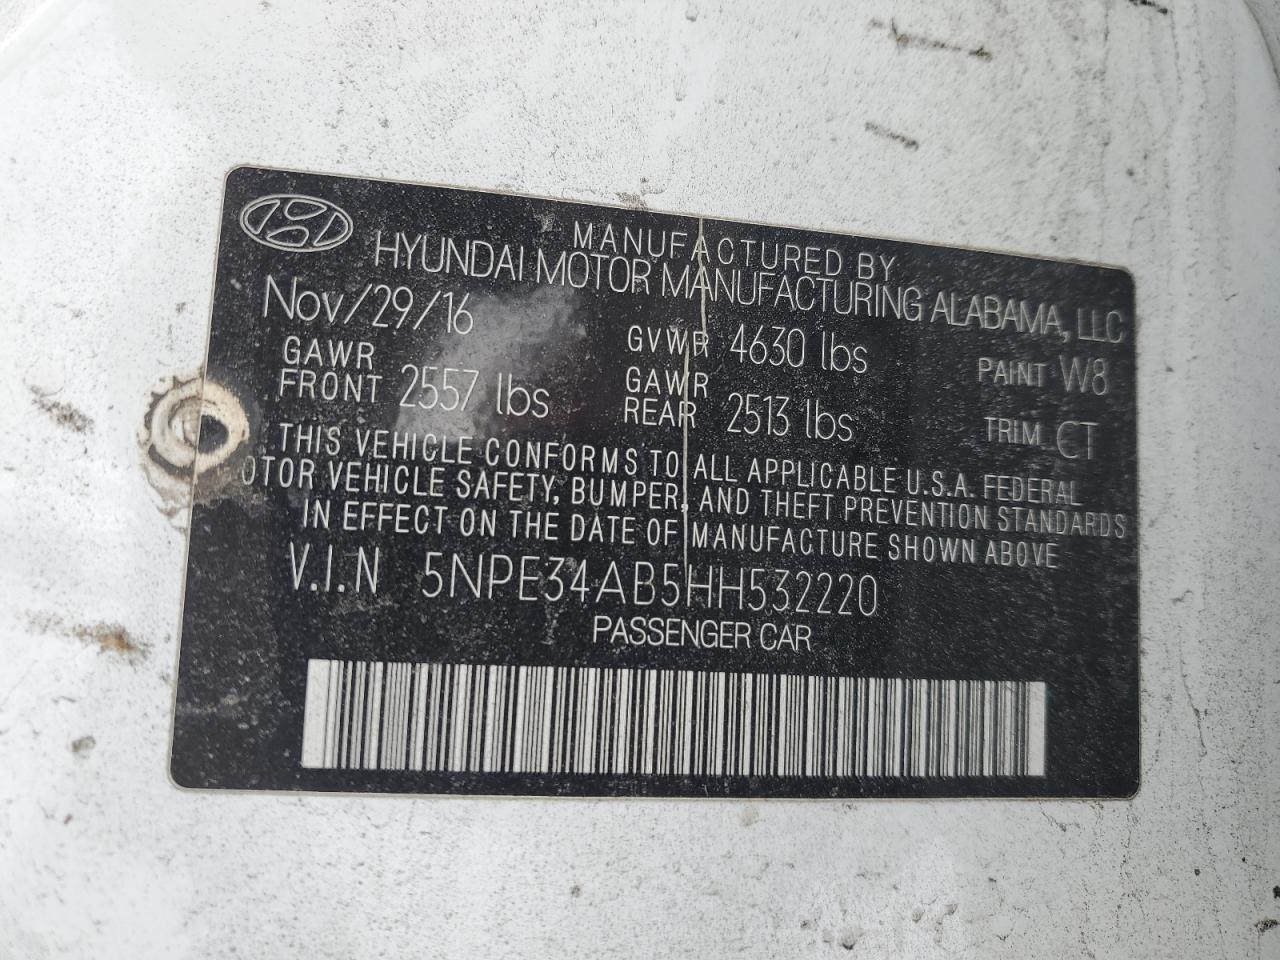 MANUFACTURED BY
HYUNDAI MOTOR MANUFACTURING ALABAMA, LLC
Nov/29/16 GVWR 4630 lbs PAINT W8
GAWR FRONT 2557 lbs GAWR REAR 2513 lbs TRIM CT
THIS VEHICLE CONFORMS TO ALL APPLICABLE U.S.A. FEDERAL
OTOR VEHICLE SAFETY, BUMPER, AND THEFT PREVENTION STANDARDS
IN EFFECT ON THE DATE OF MANUFACTURE SHOWN ABOVE
V.I.N 5NPE34AB5HH532220
PASSENGER CAR